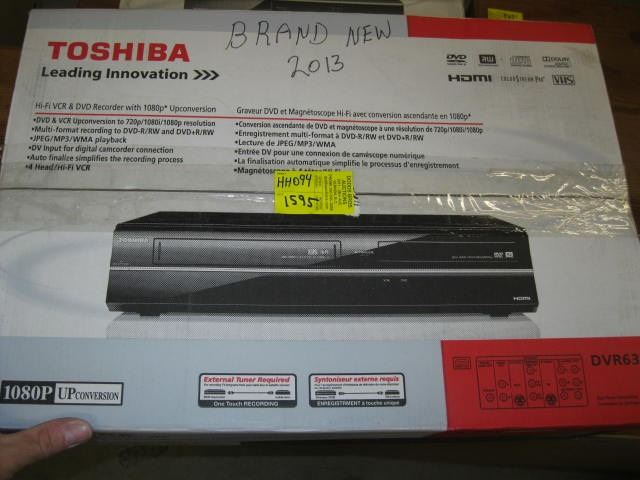 BRAND NEW
2013
TOSHIBA
Leading Innovation >>>
DVD RW
DOLBY
HDMI VHS
Hi-Fi VCR & DVD Recorder with 1080p* Upconversion
•DVD & VCR Upconversion to 720p/1080i/1080p resolution
•Multi-format recording to DVD-R/RW and DVD+R/RW
•JPEG/MP3/WMA playback
•DV Input for digital camcorder connection
•Auto finalize simplifies the recording process
•4 Head/Hi-Fi VCR
Graveur DVD et Magnétoscope Hi-Fi avec conversion ascendante en 1080p*
•Conversion ascendante de DVD et magnétoscope à une résolution de 720p/1080i/1080p
•Enregistrement multi-format à DVD-R/RW et DVD+R/RW
•Lecture de JPEG/MP3/WMA
•Entrée DV pour une connexion de caméscope numérique
•La finalisation automatique simplifie le processus d'enregistrement
HH094
1595
TOSHIBA
VHS
HDMI
1080P UPCONVERSION
External Tuner Required
One Touch RECORDING
Syntoniseur externe requis
ENREGISTREMENT à touche unique
DVR63